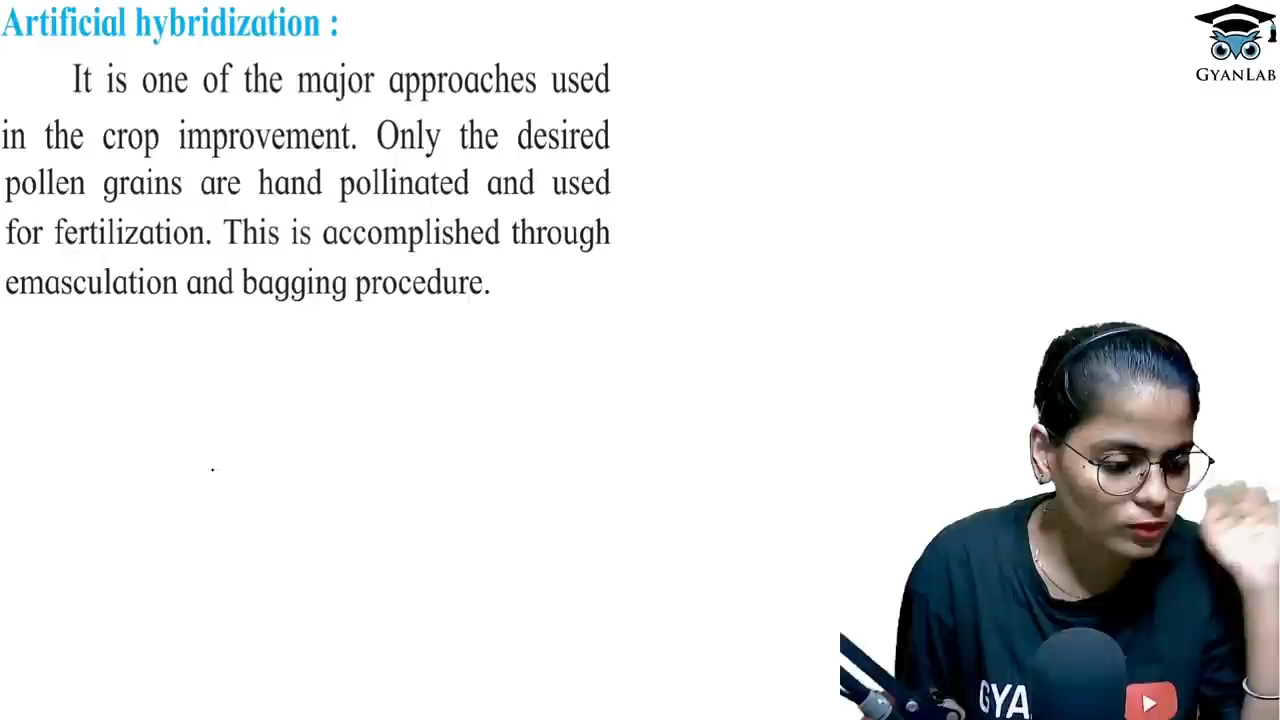 Artificial hybridization :
It is one of the major approaches used
in the crop improvement. Only the desired
pollen grains are hand pollinated and used
for fertilization. This is accomplished through
emasculation and bagging procedure.
GYANLAB
GYA